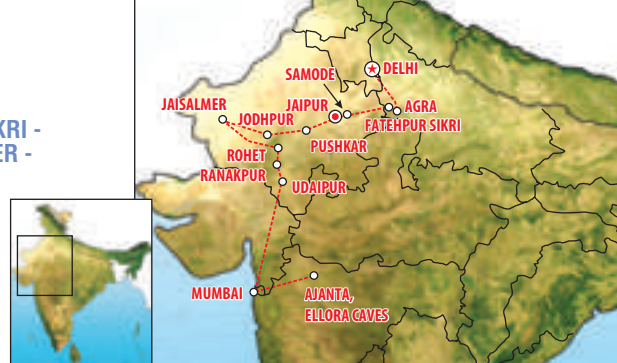 KRI -
ER -
SAMODE
DELHI
JAISALMER
JAIPUR
AGRA
JODHPUR
FATEHPUR SIKRI
PUSHKAR
ROHET
RANAKPUR
UDAIPUR
MUMBAI
AJANTA,
ELLORA CAVES